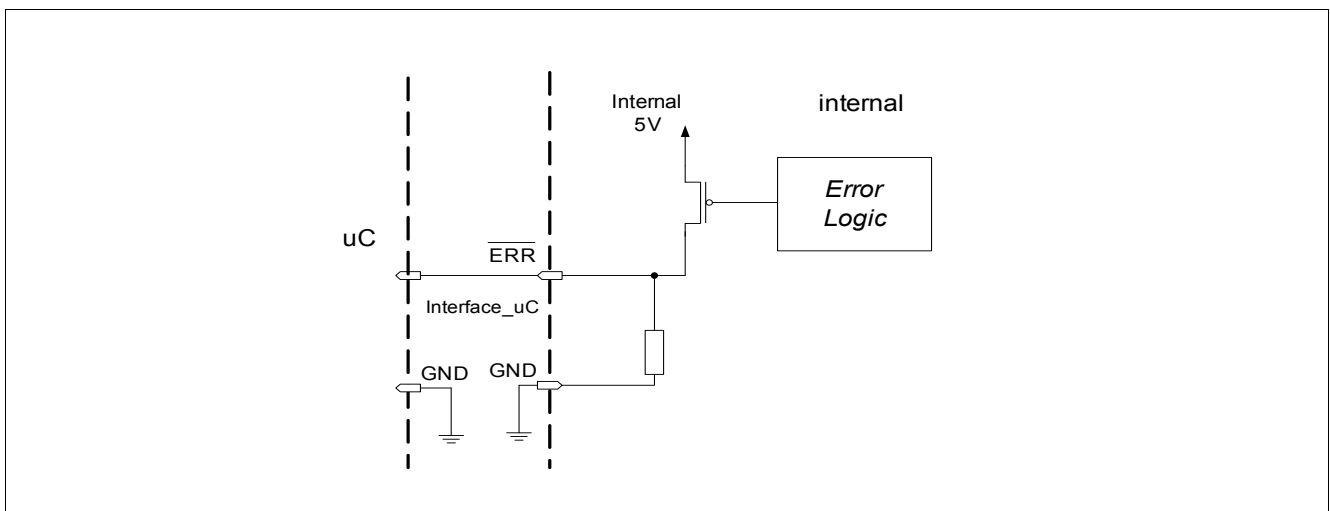 Internal
5V
internal
Error
Logic
uC
ERR
Interface_uC
GND
GND